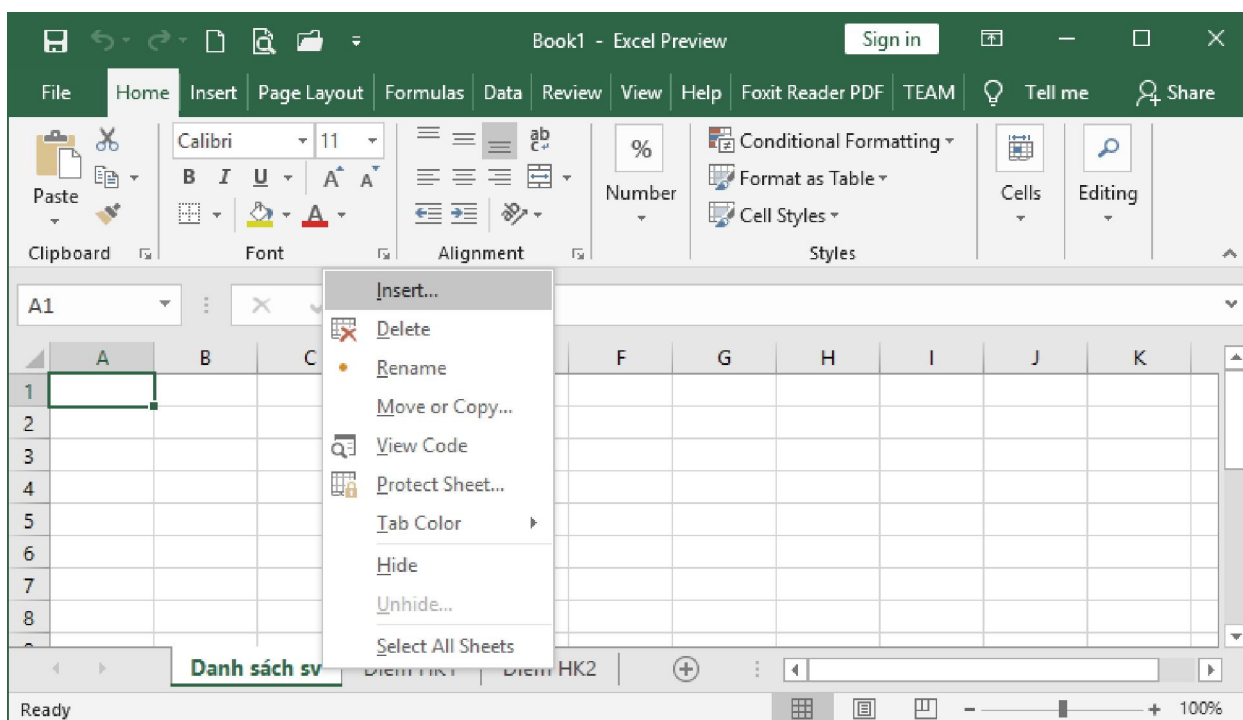 Book1 - Excel Preview
Sign in
File Home Insert Page Layout Formulas Data Review View Help Foxit Reader PDF TEAM Tell me Share
Paste
Clipboard
Calibri 11
B I U A A
A
Font
ab
c
Alignment
%
Number
Conditional Formatting
Format as Table
Cell Styles
Styles
Cells
Editing
A1
Insert...
Delete
Rename
Move or Copy...
View Code
Protect Sheet...
Tab Color
Hide
Unhide...
Select All Sheets
A B C F G H I J K
1
2
3
4
5
6
7
8
Danh sách sv Điểm HK1 Điểm HK2
Ready
100%